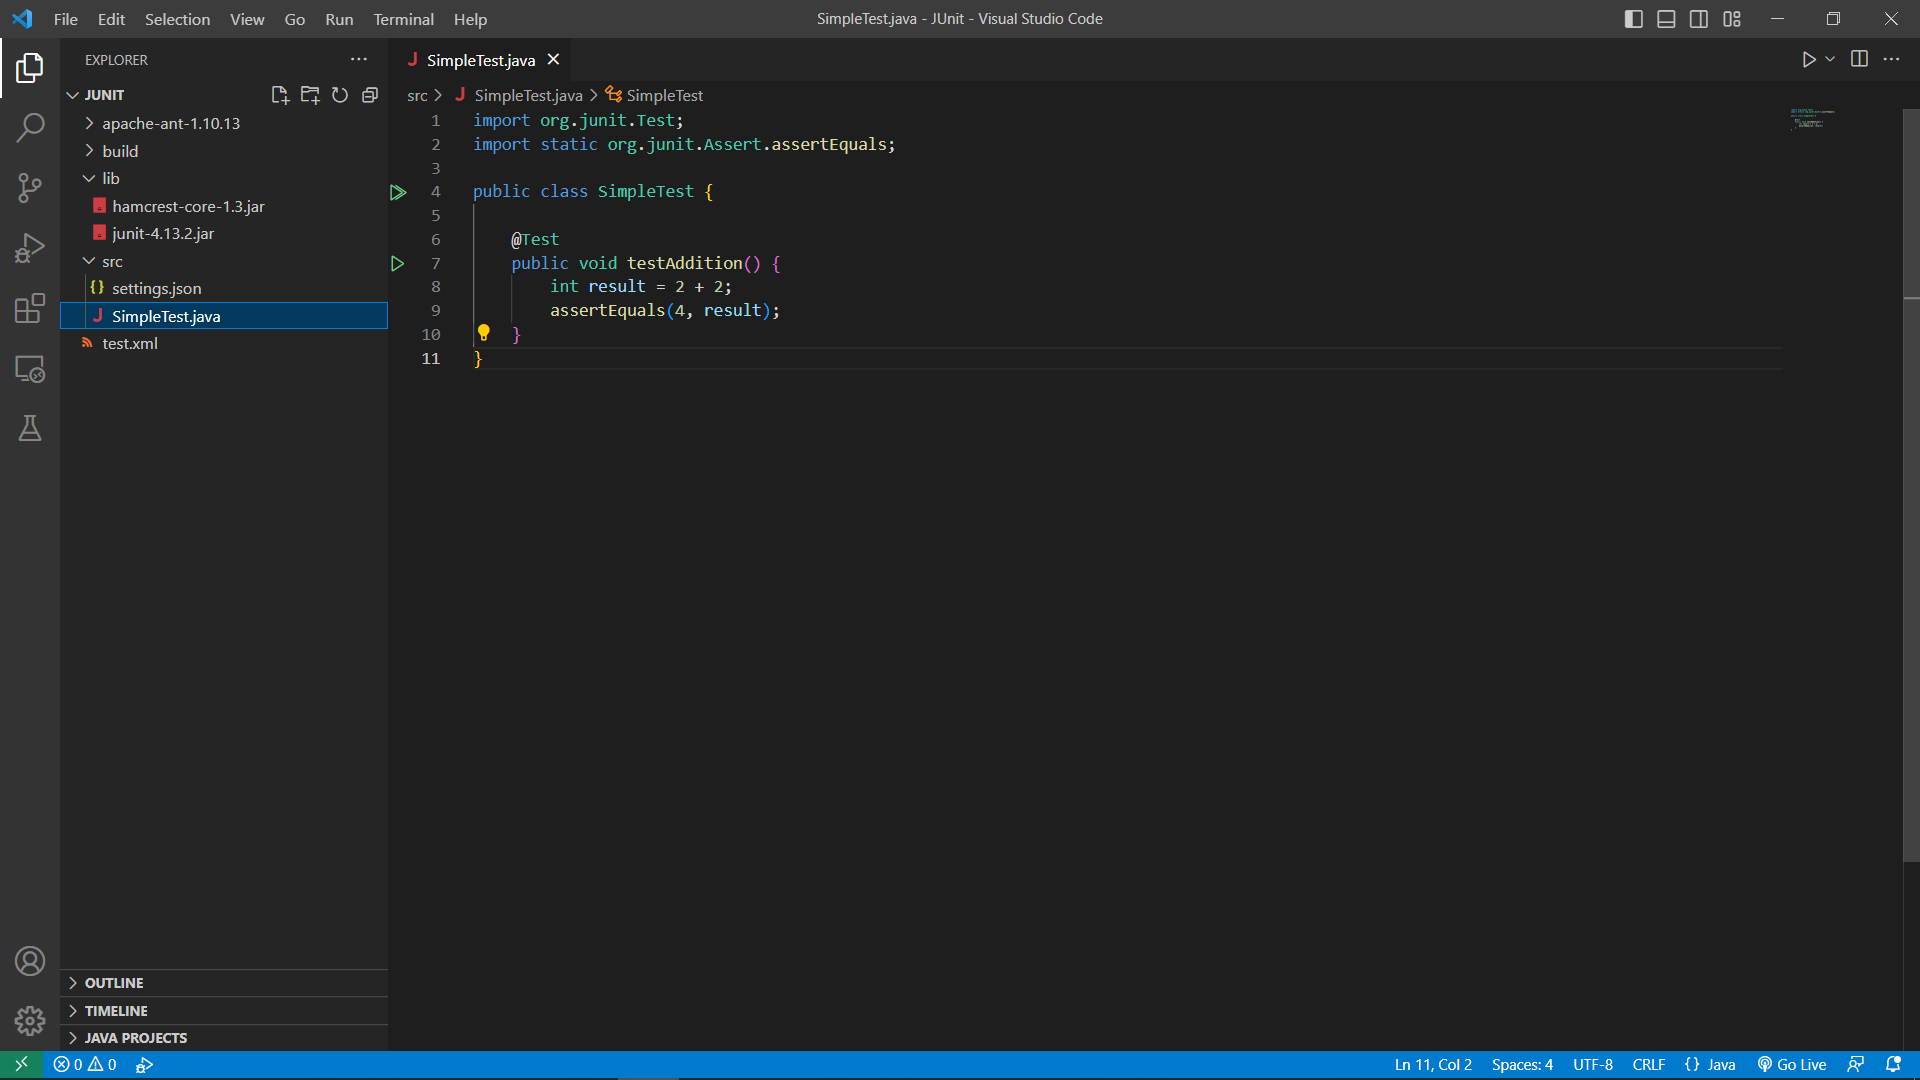 File Edit Selection View Go Run Terminal Help
SimpleTest.java - JUnit - Visual Studio Code
EXPLORER
JUNIT
apache-ant-1.10.13
build
lib
hamcrest-core-1.3.jar
junit-4.13.2.jar
src
settings.json
SimpleTest.java
test.xml
OUTLINE
TIMELINE
JAVA PROJECTS
SimpleTest.java
src > SimpleTest.java > SimpleTest
1 import org.junit.Test;
2 import static org.junit.Assert.assertEquals;
3
4 public class SimpleTest {
5
6 @Test
7 public void testAddition() {
8 int result = 2 + 2;
9 assertEquals(4, result);
10 }
11 }
0 0
Ln 11, Col 2 Spaces: 4 UTF-8 CRLF {} Java Go Live